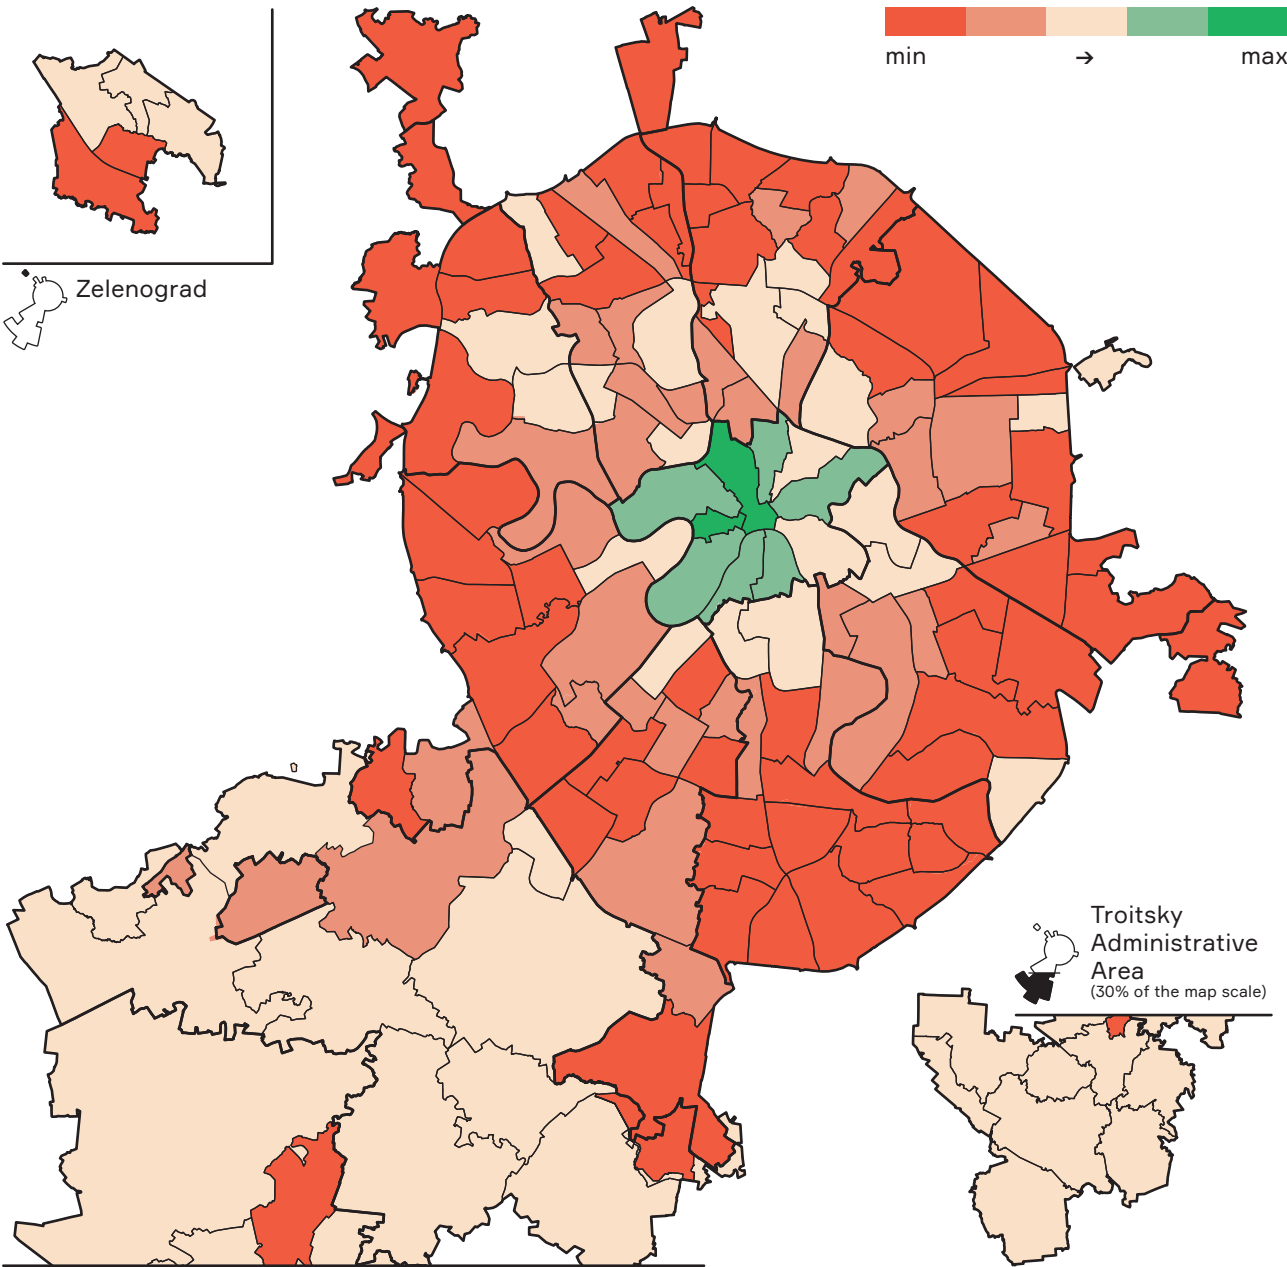 min → max
Zelenograd
Troitsky
Administrative
Area
(30% of the map scale)